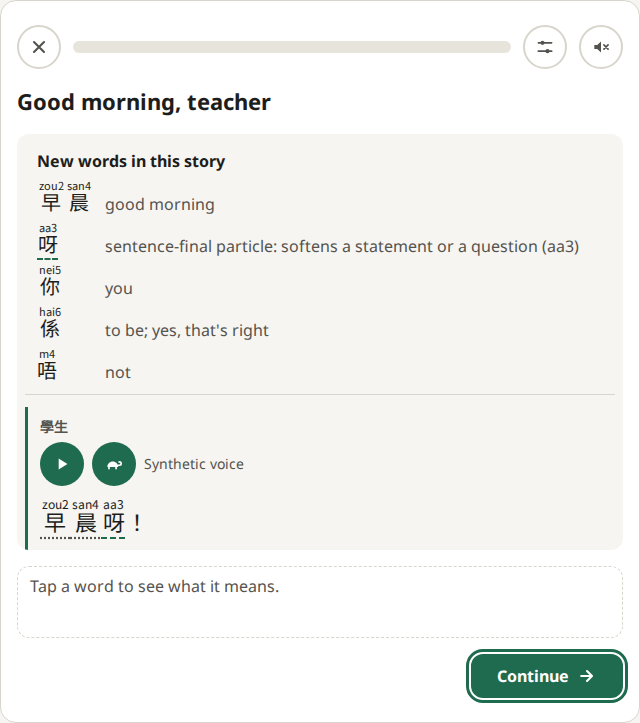 Good morning, teacher
New words in this story
zou2 san4
早晨 good morning
aa3
呀 sentence-final particle: softens a statement or a question (aa3)
nei5
你 you
hai6
係 to be; yes, that's right
m4
唔 not
學生
Synthetic voice
zou2 san4 aa3
早晨呀！
Tap a word to see what it means.
Continue →